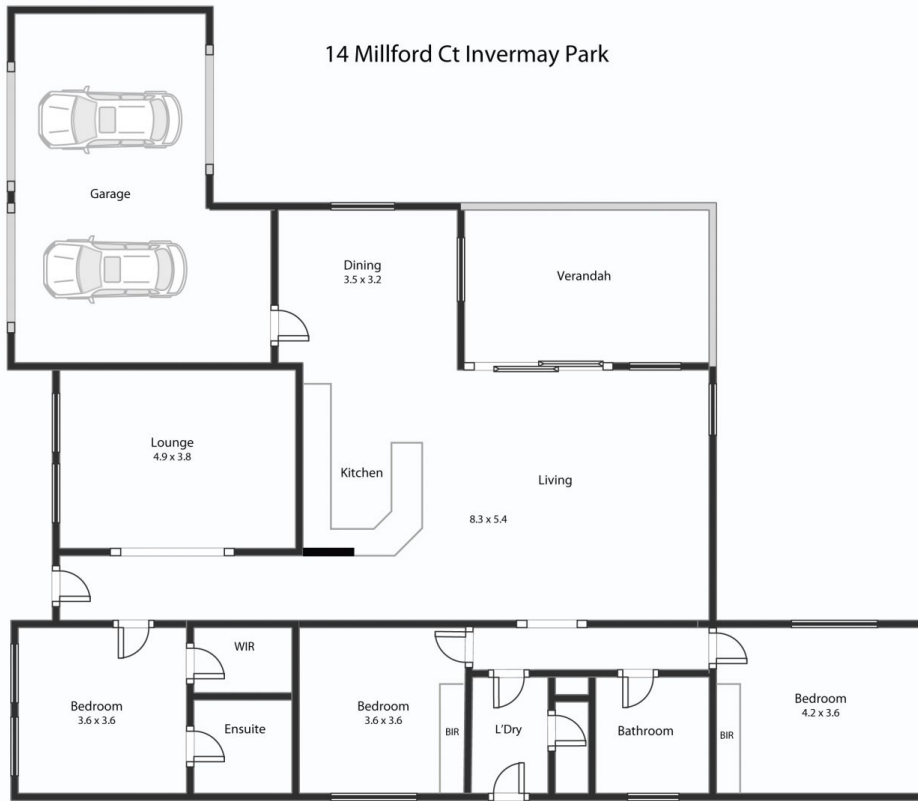 14 Millford Ct Invermay Park
Garage
Dining
3.5 x 3.2
Verandah
Lounge
4.9 x 3.8
Kitchen
Living
8.3 x 5.4
WIR
Bedroom
3.6 x 3.6
Ensuite
Bedroom
3.6 x 3.6
BIR
L'Dry
Bathroom
BIR
Bedroom
4.2 x 3.6